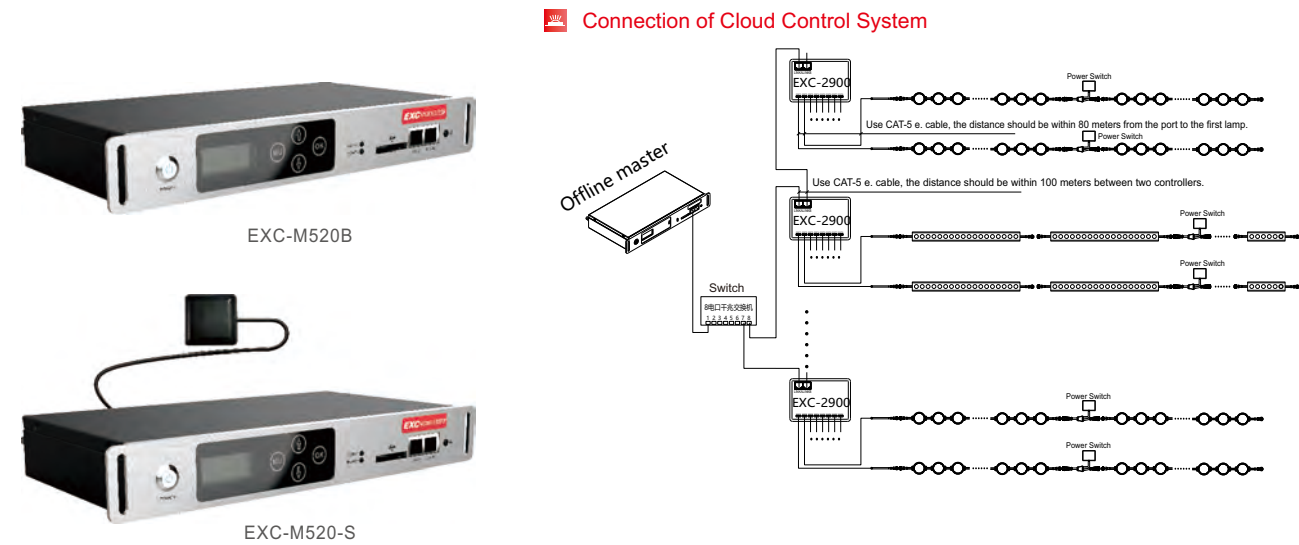 EXC
EXC-M520B
EXC
EXC-M520-S
Connection of Cloud Control System
Offline master
Switch
8电口千兆交换机
1 2 3 4 5 6 7 8
EXC-2900
Power Switch
Use CAT-5 e. cable, the distance should be within 80 meters from the port to the first lamp.
Power Switch
Use CAT-5 e. cable, the distance should be within 100 meters between two controllers.
EXC-2900
Power Switch
Power Switch
EXC-2900
Power Switch
Power Switch